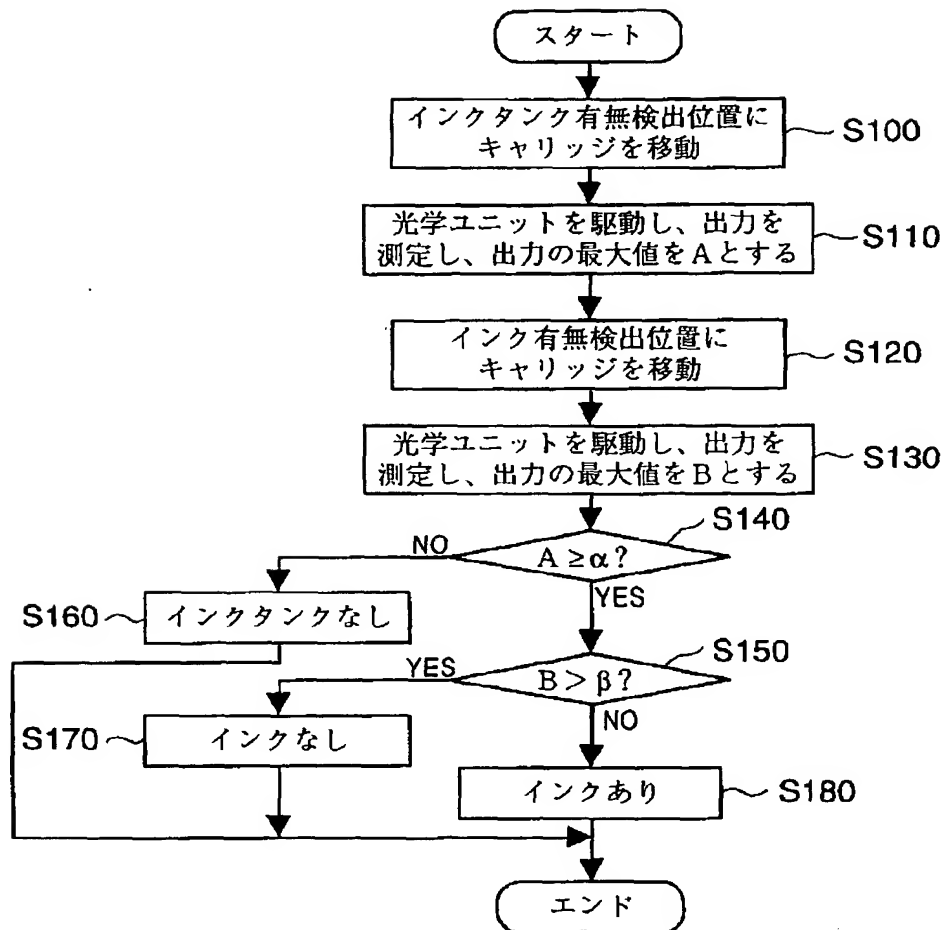 スタート
インクタンク有無検出位置に
キャリッジを移動
S100
光学ユニットを駆動し、出力を
測定し、出力の最大値をAとする
S110
インク有無検出位置に
キャリッジを移動
S120
光学ユニットを駆動し、出力を
測定し、出力の最大値をBとする
S130
S140
A≥α?
NO
YES
S160
インクタンクなし
S150
B>β?
YES
NO
S170
インクなし
インクあり
S180
エンド